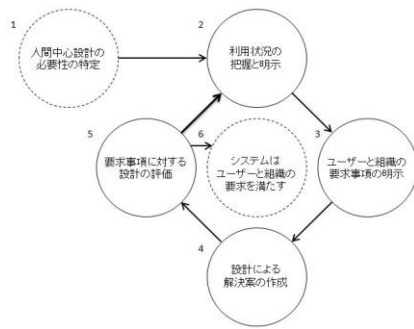 1
人間中心設計の
必要性の特定
2
利用状況の
把握と明示
3
ユーザーと組織の
要求事項の明示
4
設計による
解決案の作成
5
要求事項に対する
設計の評価
6
システムは
ユーザーと組織の
要求を満たす